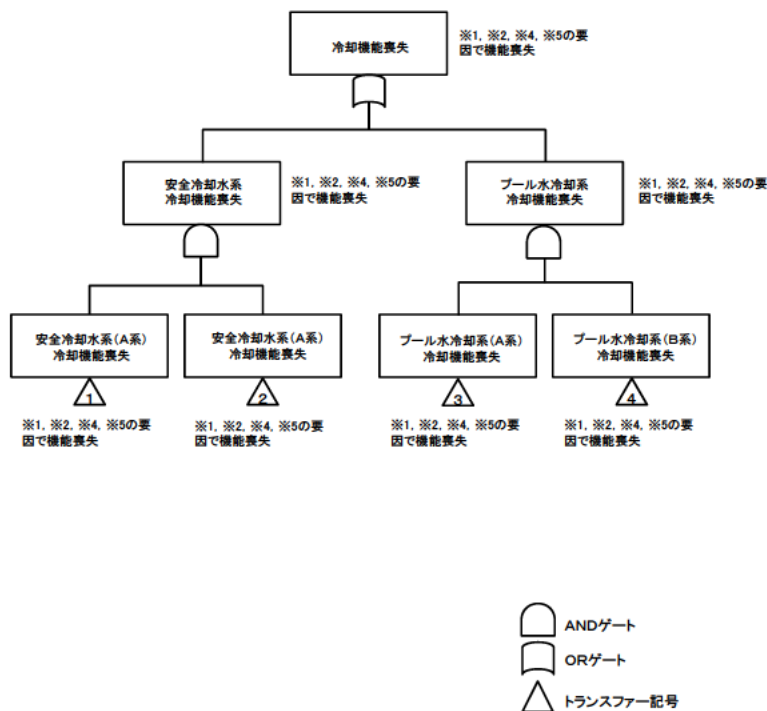 冷却機能喪失
※1, ※2, ※4, ※5の要
因で機能喪失
安全冷却水系
冷却機能喪失
※1, ※2, ※4, ※5の要
因で機能喪失
プール水冷却系
冷却機能喪失
※1, ※2, ※4, ※5の要
因で機能喪失
安全冷却水系(A系)
冷却機能喪失
安全冷却水系(A系)
冷却機能喪失
プール水冷却系(A系)
冷却機能喪失
プール水冷却系(B系)
冷却機能喪失
1
2
3
4
※1, ※2, ※4, ※5の要
因で機能喪失
※1, ※2, ※4, ※5の要
因で機能喪失
※1, ※2, ※4, ※5の要
因で機能喪失
※1, ※2, ※4, ※5の要
因で機能喪失
ANDゲート
ORゲート
トランスファー記号